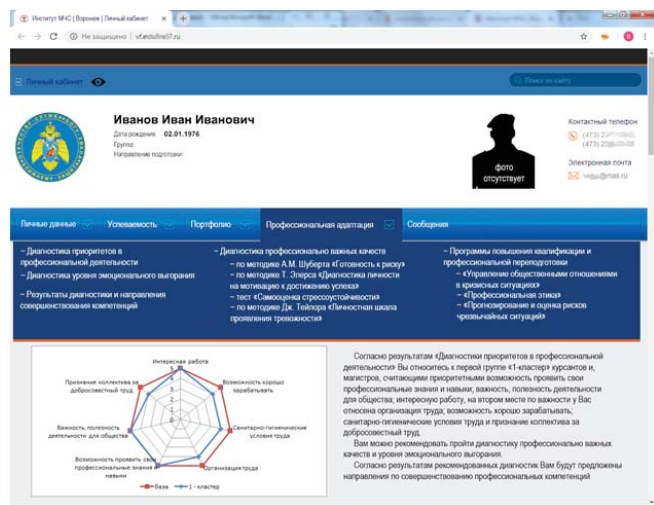 Институт МЧС | Воронеж | Личный кабинет
Не защищено
Личный кабинет
Поиск по сайту
Иванов Иван Иванович
Дата рождения: 02.01.1976
Группа:
Направление подготовки:
фото
отсутствует
Контактный телефон
(473)
(473)
Электронная почта
Личные данные
Успеваемость
Портфолио
Профессиональная адаптация
Сообщения
– Диагностика приоритетов в
профессиональной деятельности
– Диагностика уровня эмоционального выгорания
– Результаты диагностики и направления
совершенствования компетенций
– Диагностика профессионально важных качеств
– по методике А.М. Шуберта «Готовность к риску»
– по методике Т. Элерса «Диагностика личности
на мотивацию к достижению успеха»
– тест «Самооценка стрессоустойчивости»
– по методике Дж. Тейлора «Личностная шкала
проявления тревожности»
– Программы повышения квалификации и
профессиональной переподготовки
– «Управление общественными отношениями
в кризисных ситуациях»
– «Профессиональная этика»
– «Прогнозирование и оценка рисков
чрезвычайных ситуаций»
Интересная работа
Возможность хорошо
зарабатывать
Санитарно-гигиенические
условия труда
Организация труда
Возможность проявить свои
профессиональные знания и
навыки
Важность, полезность
деятельности для общества
Признание коллектива за
добросовестный труд
5
4
3
2
1
0
база
1 - кластер
Согласно результатам «Диагностики приоритетов в профессиональной
деятельности» Вы относитесь к первой группе «1-кластер» курсантов и,
магистров, считающими приоритетными возможность проявить свои
профессиональные знания и навыки; важность, полезность деятельности
для общества; интересную работу, на втором месте по важности у Вас
относена организация труда; возможность хорошо зарабатывать;
санитарно-гигиенические условия труда и признание коллектива за
добросовестный труд.
Вам можно рекомендовать пройти диагностику профессионально важных
качеств и уровня эмоционального выгорания.
Согласно результатам рекомендованных диагностик Вам будут предложены
направления по совершенствованию профессиональных компетенций